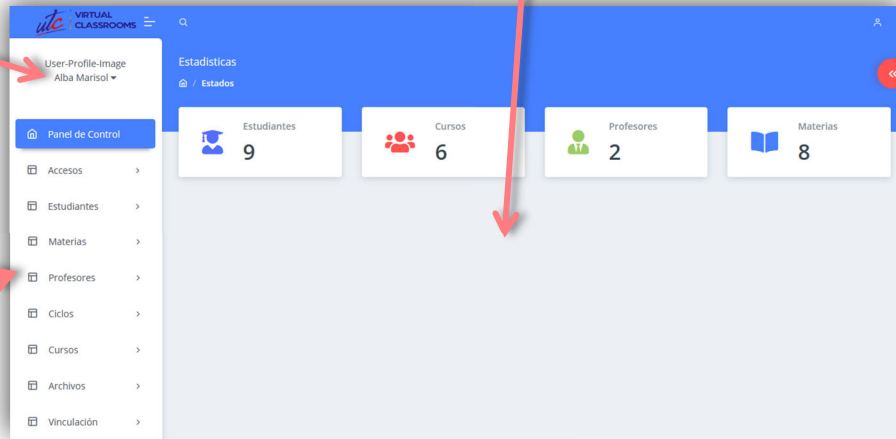 utc VIRTUAL
CLASSROOMS
User-Profile-Image
Alba Marisol
Estadisticas
/ Estados
Panel de Control
Accesos
Estudiantes
Materias
Profesores
Ciclos
Cursos
Archivos
Vinculación
Estudiantes
9
Cursos
6
Profesores
2
Materias
8